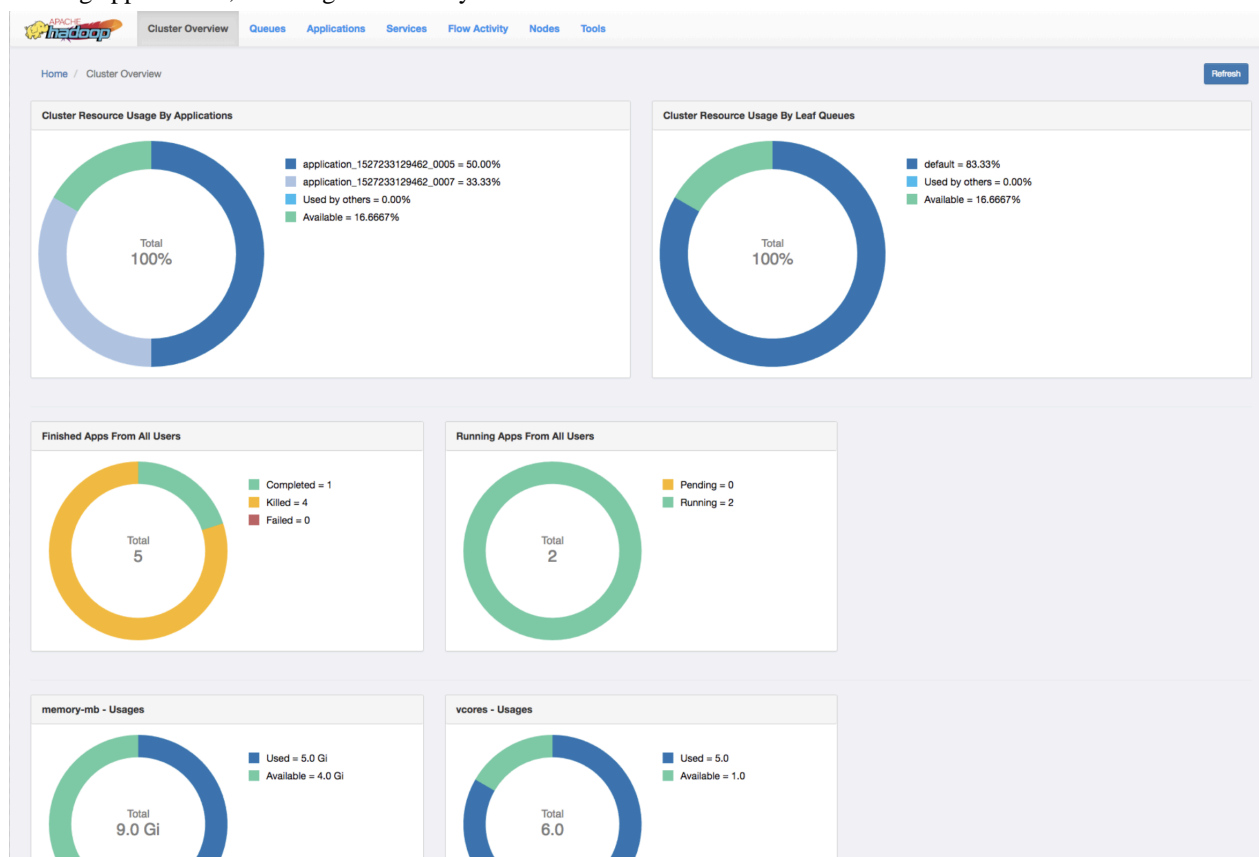 APACHE
hadoop
Cluster Overview Queues Applications Services Flow Activity Nodes Tools
Home / Cluster Overview
Refresh
Cluster Resource Usage By Applications
application_1527233129462_0005 = 50.00%
application_1527233129462_0007 = 33.33%
Used by others = 0.00%
Available = 16.6667%
Total
100%
Cluster Resource Usage By Leaf Queues
default = 83.33%
Used by others = 0.00%
Available = 16.6667%
Total
100%
Finished Apps From All Users
Completed = 1
Killed = 4
Failed = 0
Total
5
Running Apps From All Users
Pending = 0
Running = 2
Total
2
memory-mb - Usages
Used = 5.0 Gi
Available = 4.0 Gi
Total
9.0 Gi
vcores - Usages
Used = 5.0
Available = 1.0
Total
6.0